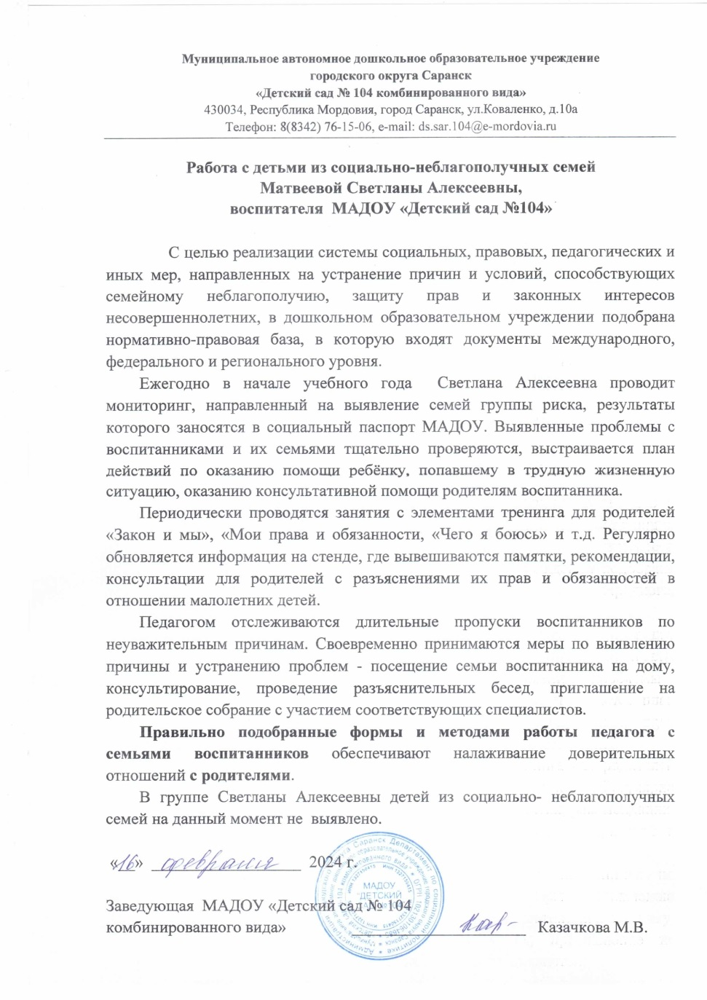 Муниципальное автономное дошкольное образовательное учреждение
городского округа Саранск
«Детский сад № 104 комбинированного вида»
430034, Республика Мордовия, город Саранск, ул.Коваленко, д.10а
Телефон: 8(8342) 76-15-06, e-mail: ds.sar.104@e-mordovia.ru
Работа с детьми из социально-неблагополучных семей
Матвеевой Светланы Алексеевны,
воспитателя МАДОУ «Детский сад №104»
С целью реализации системы социальных, правовых, педагогических и
иных мер, направленных на устранение причин и условий, способствующих
семейному неблагополучию, защиту прав и законных интересов
несовершеннолетних, в дошкольном образовательном учреждении подобрана
нормативно-правовая база, в которую входят документы международного,
федерального и регионального уровня.
Ежегодно в начале учебного года Светлана Алексеевна проводит
мониторинг, направленный на выявление семей группы риска, результаты
которого заносятся в социальный паспорт МАДОУ. Выявленные проблемы с
воспитанниками и их семьями тщательно проверяются, выстраивается план
действий по оказанию помощи ребёнку, попавшему в трудную жизненную
ситуацию, оказанию консультативной помощи родителям воспитанника.
Периодически проводятся занятия с элементами тренинга для родителей
«Закон и мы», «Мои права и обязанности, «Чего я боюсь» и т.д. Регулярно
обновляется информация на стенде, где вывешиваются памятки, рекомендации,
консультации для родителей с разъяснениями их прав и обязанностей в
отношении малолетних детей.
Педагогом отслеживаются длительные пропуски воспитанников по
неуважительным причинам. Своевременно принимаются меры по выявлению
причины и устранению проблем - посещение семьи воспитанника на дому,
консультирование, проведение разъяснительных бесед, приглашение на
родительское собрание с участием соответствующих специалистов.
Правильно подобранные формы и методами работы педагога с
семьями воспитанников обеспечивают налаживание доверительных
отношений с родителями.
В группе Светланы Алексеевны детей из социально- неблагополучных
семей на данный момент не выявлено.
«16» февраля 2024 г.
МАДОУ
"ДЕТСКИЙ
Заведующая МАДОУ «Детский сад № 104
комбинированного вида» Казачкова М.В.